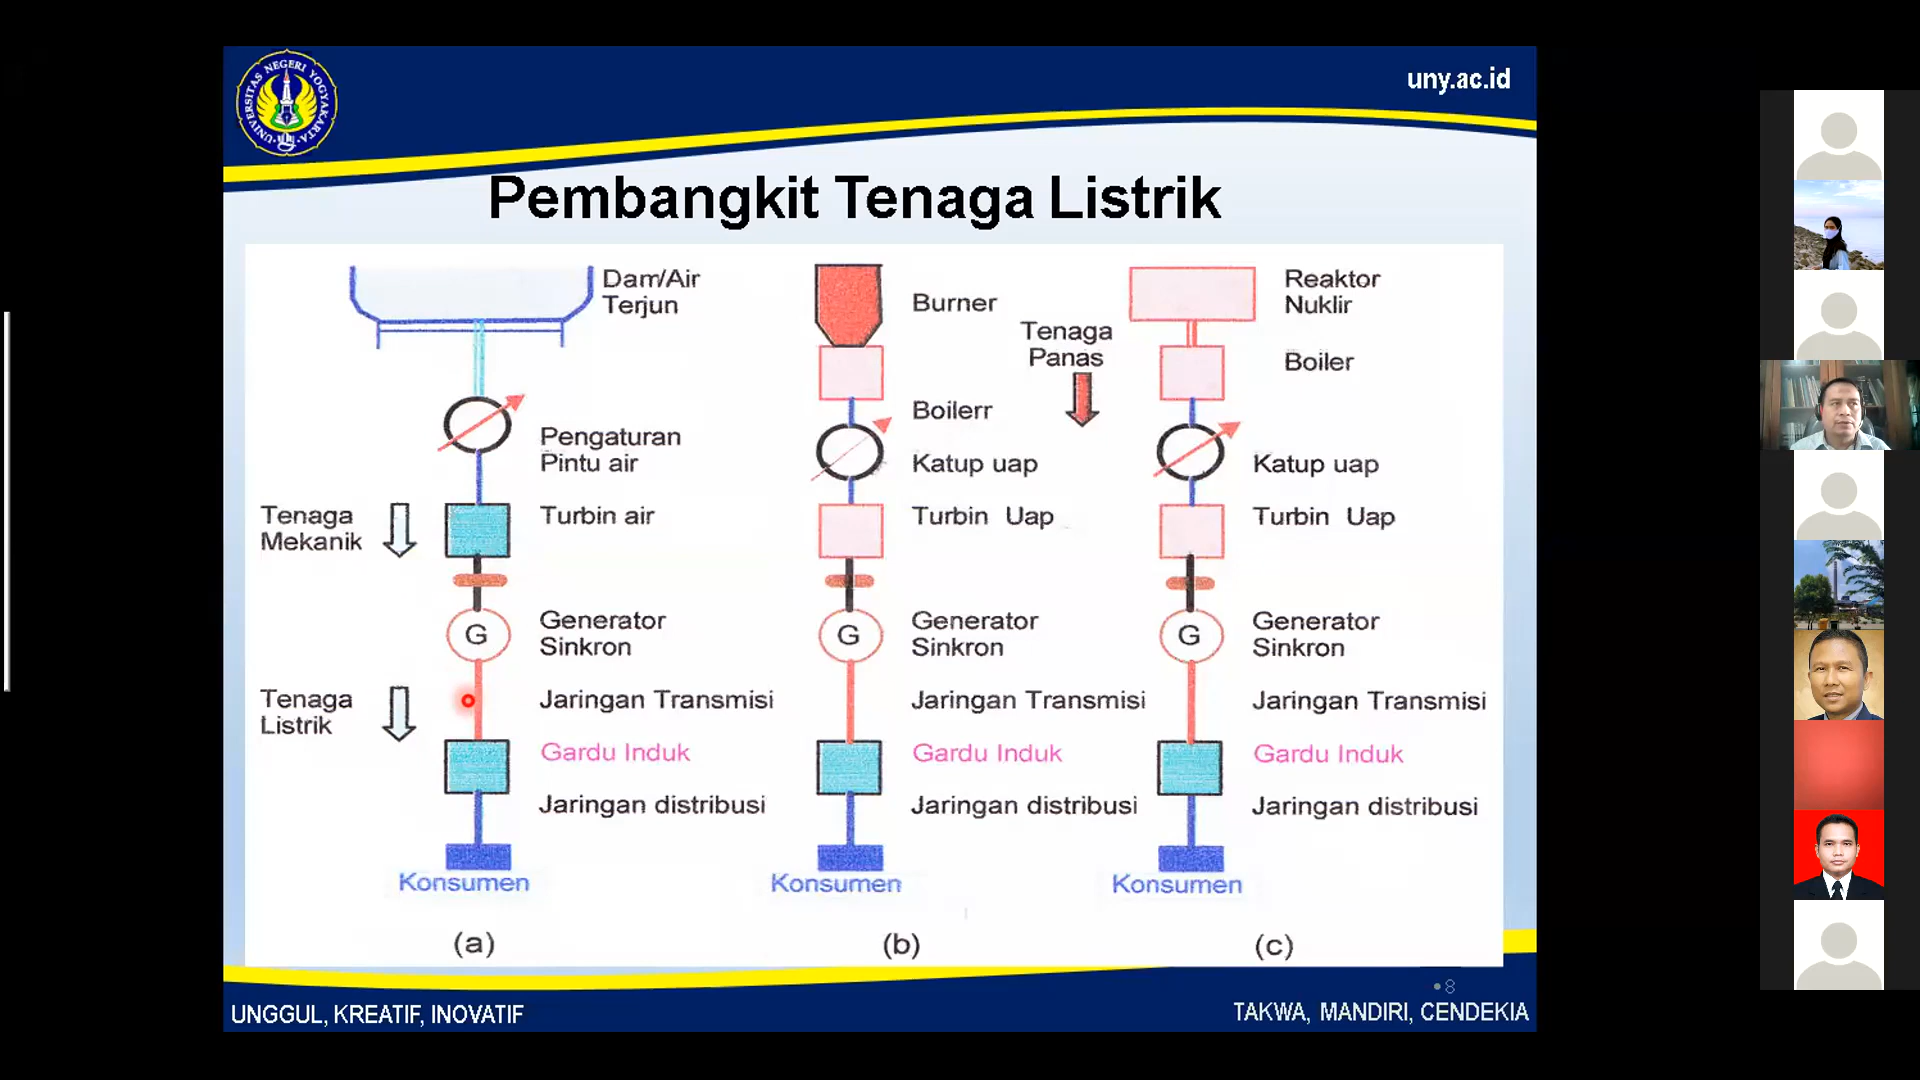 UNIVERSITAS NEGERI YOGYAKARTA
uny.ac.id
Pembangkit Tenaga Listrik
Dam/Air
Terjun
Pengaturan
Pintu air
Tenaga
Mekanik
Turbin air
Generator
Sinkron
G
Tenaga
Listrik
Jaringan Transmisi
Gardu Induk
Jaringan distribusi
Konsumen
(a)
Burner
Tenaga
Panas
Boilerr
Katup uap
Turbin Uap
Generator
Sinkron
G
Jaringan Transmisi
Gardu Induk
Jaringan distribusi
Konsumen
(b)
Reaktor
Nuklir
Boiler
Katup uap
Turbin Uap
Generator
Sinkron
G
Jaringan Transmisi
Gardu Induk
Jaringan distribusi
Konsumen
(c)
8
UNGGUL, KREATIF, INOVATIF
TAKWA, MANDIRI, CENDEKIA